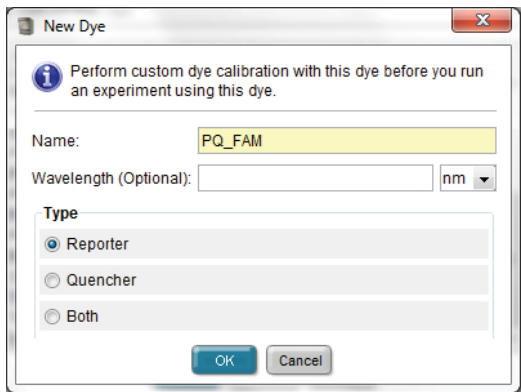 New Dye
Perform custom dye calibration with this dye before you run
an experiment using this dye.
Name: PQ_FAM
Wavelength (Optional): nm
Type
Reporter
Quencher
Both
OK Cancel